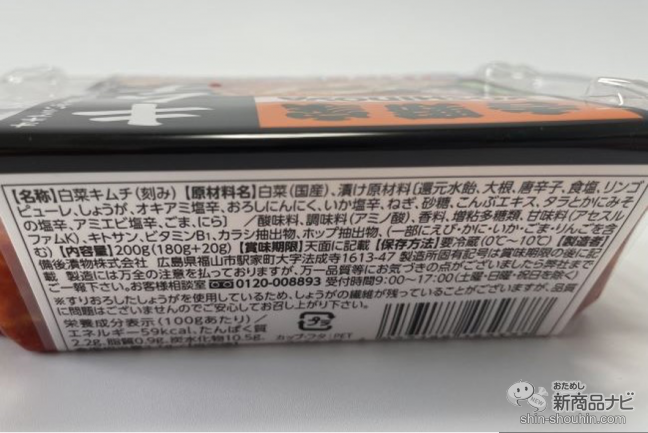 【名称】白菜キムチ(刻み)【原材料名】白菜(国産)、漬け原材料〔還元水飴、大根、唐辛子、食塩、リンゴ
ピューレ、しょうが、オキアミ塩辛、おろしにんにく、いか塩辛、ねぎ、砂糖、こんぶエキス、タラとかにみそ
の塩辛、アミエビ塩辛、ごま、にら〕／酸味料、調味料(アミノ酸)、香料、増粘多糖類、甘味料(アセスル
ファムK)、キトサン、ビタミンB₁、カラシ抽出物、ホップ抽出物、(一部にえび・かに・いか・ごま・りんごを含
む)【内容量】200g(180g+20g)【賞味期限】天面に記載【保存方法】要冷蔵(0℃～10℃)【製造者】
備後漬物株式会社 広島県福山市駅家町大字法成寺1613-47 製造所固有記号は賞味期限の後に記
載。製造には万全の注意を払っておりますが、万一品質等にお気づきの点がございましたら弊社ま
でご一報下さい。お客様相談室 0120-008893 受付時間9:00～17:00(土曜・日曜・祝日を除く)
※すりおろしたしょうがを使用しているため、しょうがの繊維が残っていることがございますが、品質
に問題はございませんのでご安心してお召し上がり下さい。
栄養成分表示(100gあたり)／
エネルギー59kcal、たんぱく質
2.2g、脂質0.9g、炭水化物10.5g、
プラ
カップ・フタ:PET
おためし
新商品ナビ
shin-shouhin.com